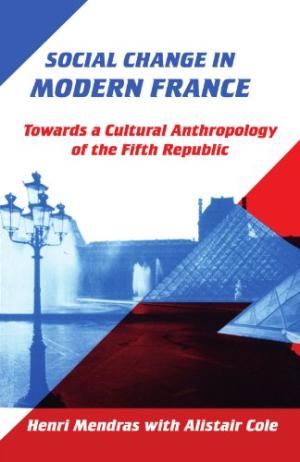 SOCIAL CHANGE IN
MODERN FRANCE
Towards a Cultural Anthropology
of the Fifth Republic
Henri Mendras with Alistair Cole